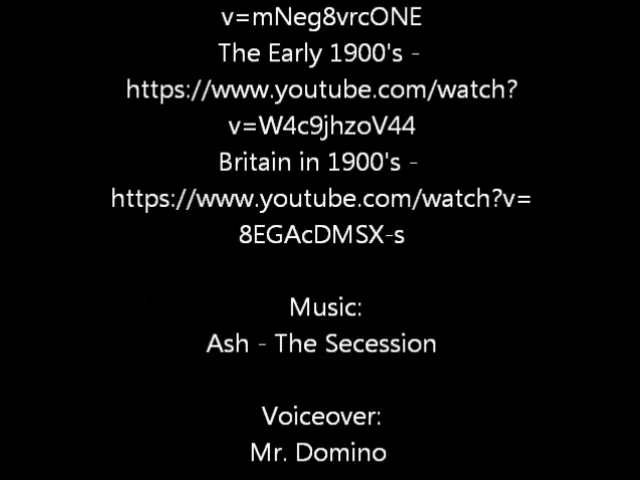 v=mNeg8vrcONE
The Early 1900's -
https://www.youtube.com/watch?
v=W4c9jhzoV44
Britain in 1900's -
https://www.youtube.com/watch?v=
8EGAcDMSX-s
Music:
Ash - The Secession
Voiceover:
Mr. Domino